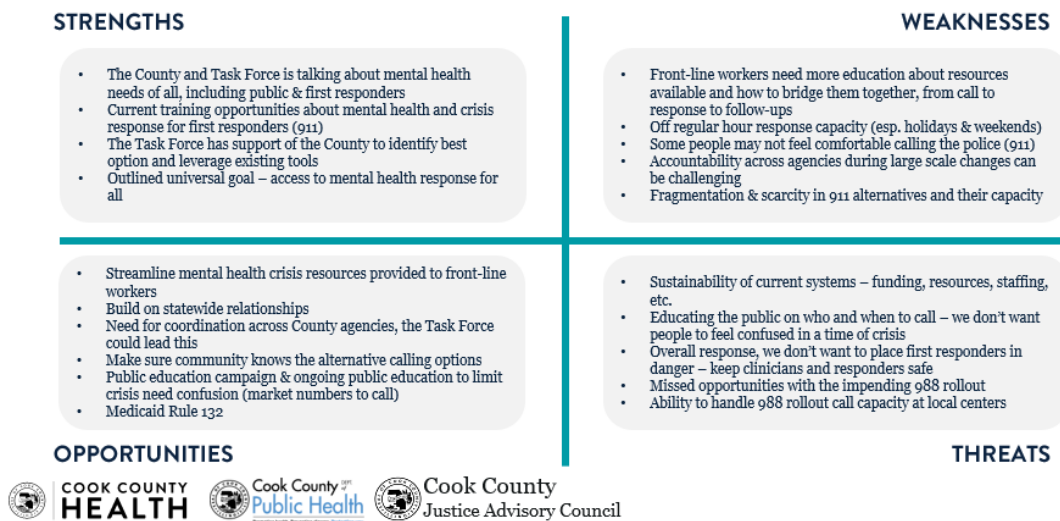 STRENGTHS
• The County and Task Force is talking about mental health
needs of all, including public & first responders
• Current training opportunities about mental health and crisis
response for first responders (911)
• The Task Force has support of the County to identify best
option and leverage existing tools
• Outlined universal goal – access to mental health response for
all
WEAKNESSES
• Front-line workers need more education about resources
available and how to bridge them together, from call to
response to follow-ups
• Off regular hour response capacity (esp. holidays & weekends)
• Some people may not feel comfortable calling the police (911)
• Accountability across agencies during large scale changes can
be challenging
• Fragmentation & scarcity in 911 alternatives and their capacity
• Streamline mental health crisis resources provided to front-line
workers
• Build on statewide relationships
• Need for coordination across County agencies, the Task Force
could lead this
• Make sure community knows the alternative calling options
• Public education campaign & ongoing public education to limit
crisis need confusion (market numbers to call)
• Medicaid Rule 132
OPPORTUNITIES
• Sustainability of current systems – funding, resources, staffing,
etc.
• Educating the public on who and when to call – we don't want
people to feel confused in a time of crisis
• Overall response, we don't want to place first responders in
danger – keep clinicians and responders safe
• Missed opportunities with the impending 988 rollout
• Ability to handle 988 rollout call capacity at local centers
THREATS
COOK COUNTY
HEALTH
Cook County DEPT. OF
Public Health
Cook County
Justice Advisory Council